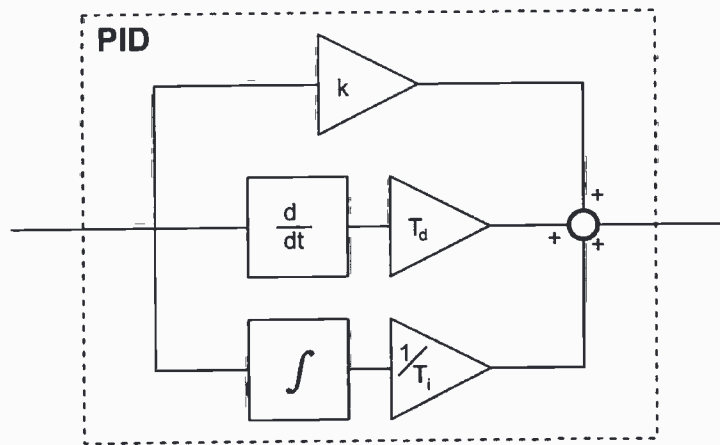 PID
k
+
d
dt
T_d
+
+
∫
1/T_i